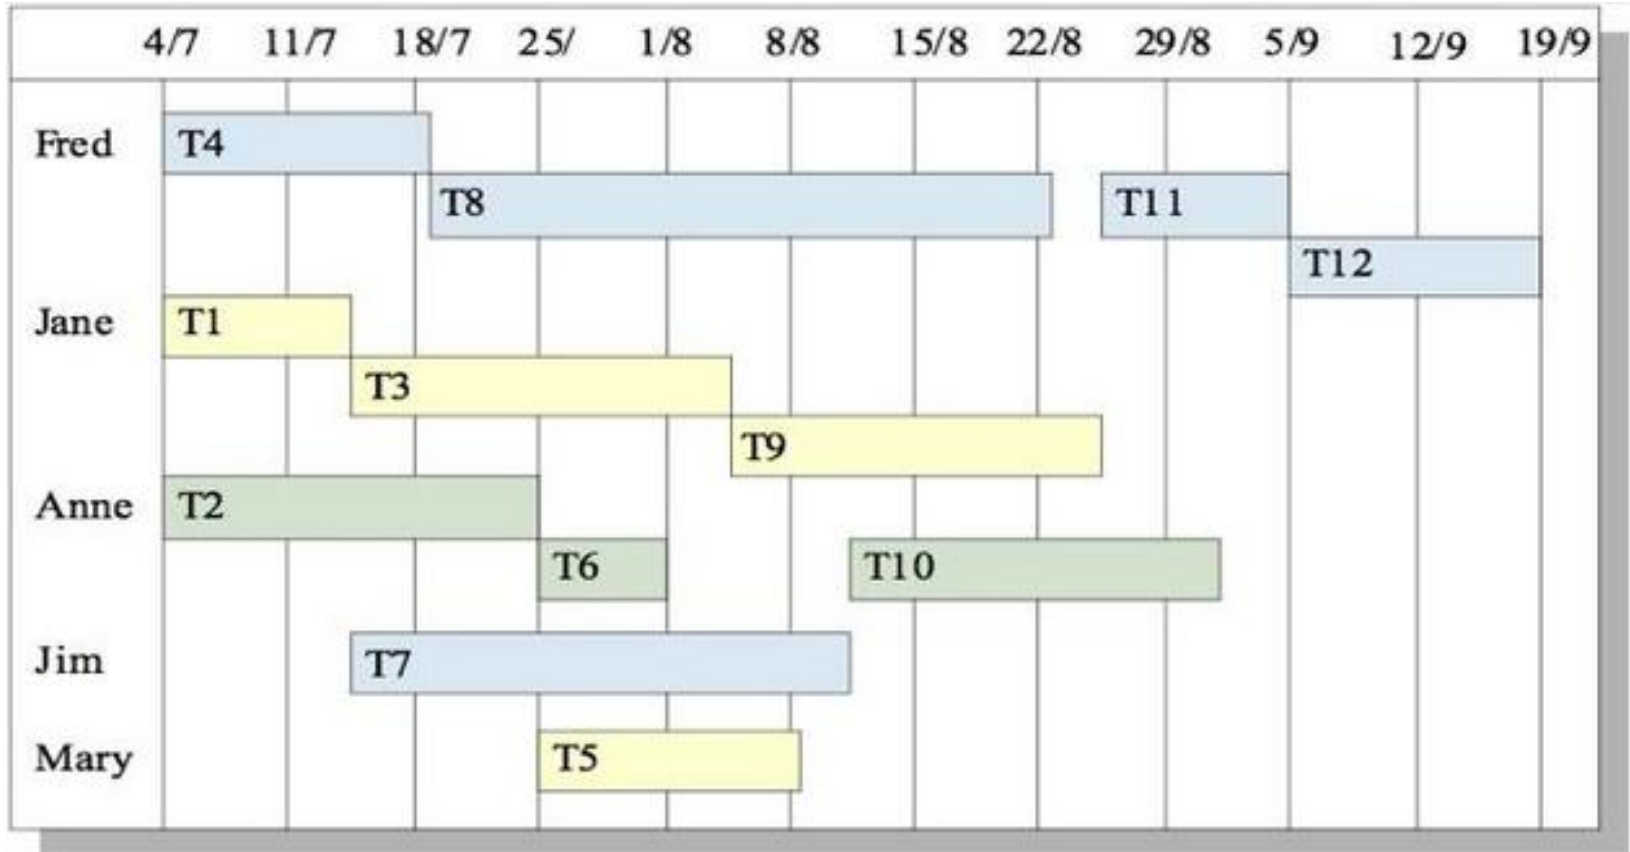 4/7 11/7 18/7 25/ 1/8 8/8 15/8 22/8 29/8 5/9 12/9 19/9
Fred T4
T8 T11
T12
Jane T1
T3
T9
Anne T2
T6 T10
Jim T7
Mary T5